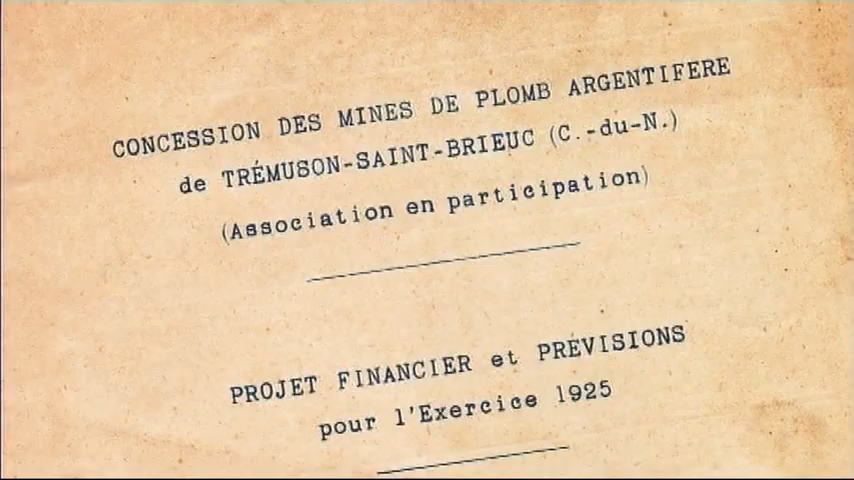 CONCESSION DES MINES DE PLOMB ARGENTIFERE
de TRÉMUSON-SAINT-BRIEUC (C.-du-N.)
(Association en participation)
PROJET FINANCIER et PRÉVISIONS
pour l'Exercice 1925